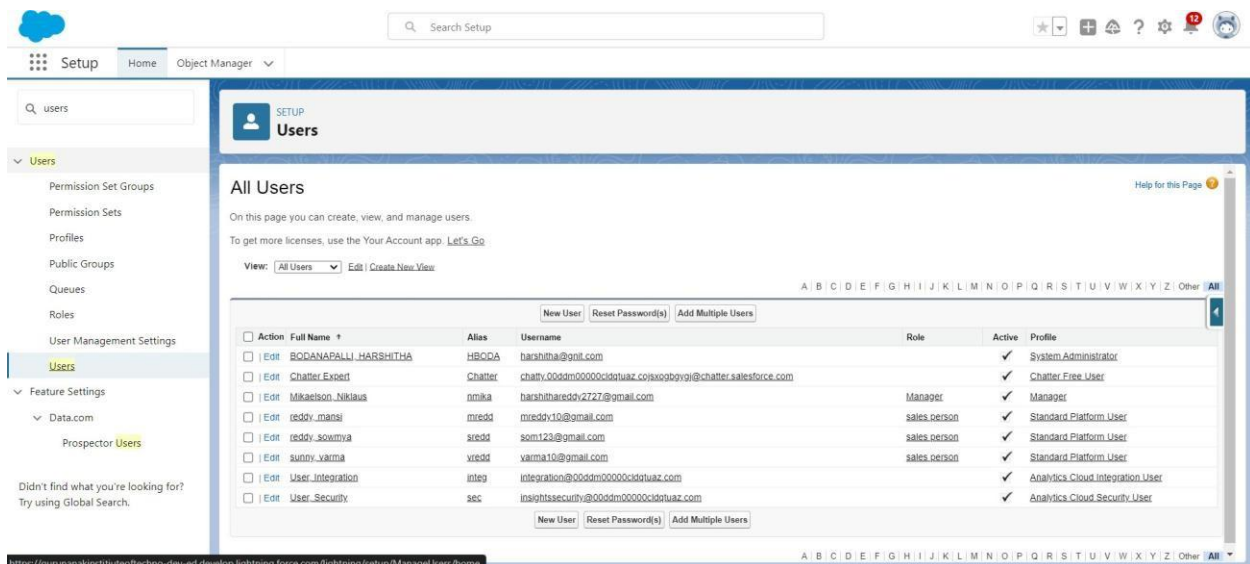 Search Setup
12
Setup Home Object Manager
users
Users
Permission Set Groups
Permission Sets
Profiles
Public Groups
Queues
Roles
User Management Settings
Users
Feature Settings
Data.com
Prospector Users
Didn't find what you're looking for?
Try using Global Search.
SETUP
Users
All Users
Help for this Page
On this page you can create, view, and manage users.
To get more licenses, use the Your Account app. Let's Go
View: All Users Edit | Create New View
A | B | C | D | E | F | G | H | I | J | K | L | M | N | O | P | Q | R | S | T | U | V | W | X | Y | Z | Other All
New User Reset Password(s) Add Multiple Users
Action Full Name ↑ Alias Username Role Active Profile
| Edit BODANAPALLI, HARSHITHA HBODA harshitha@gnit.com System Administrator
| Edit Chatter Expert Chatter chatty.00ddm00000cldqtuaz.cojsxogbgygj@chatter.salesforce.com Chatter Free User
| Edit Mikaelson, Niklaus nmika harshithareddy2727@gmail.com Manager Manager
| Edit reddy, mansi mredd mreddy10@gmail.com sales person Standard Platform User
| Edit reddy, sowmya sredd som123@gmail.com sales person Standard Platform User
| Edit sunny, varma vredd varma10@gmail.com sales person Standard Platform User
| Edit User, Integration integ integration@00ddm00000cldqtuaz.com Analytics Cloud Integration User
| Edit User, Security sec insightssecurity@00ddm00000cldqtuaz.com Analytics Cloud Security User
New User Reset Password(s) Add Multiple Users
A | B | C | D | E | F | G | H | I | J | K | L | M | N | O | P | Q | R | S | T | U | V | W | X | Y | Z | Other All